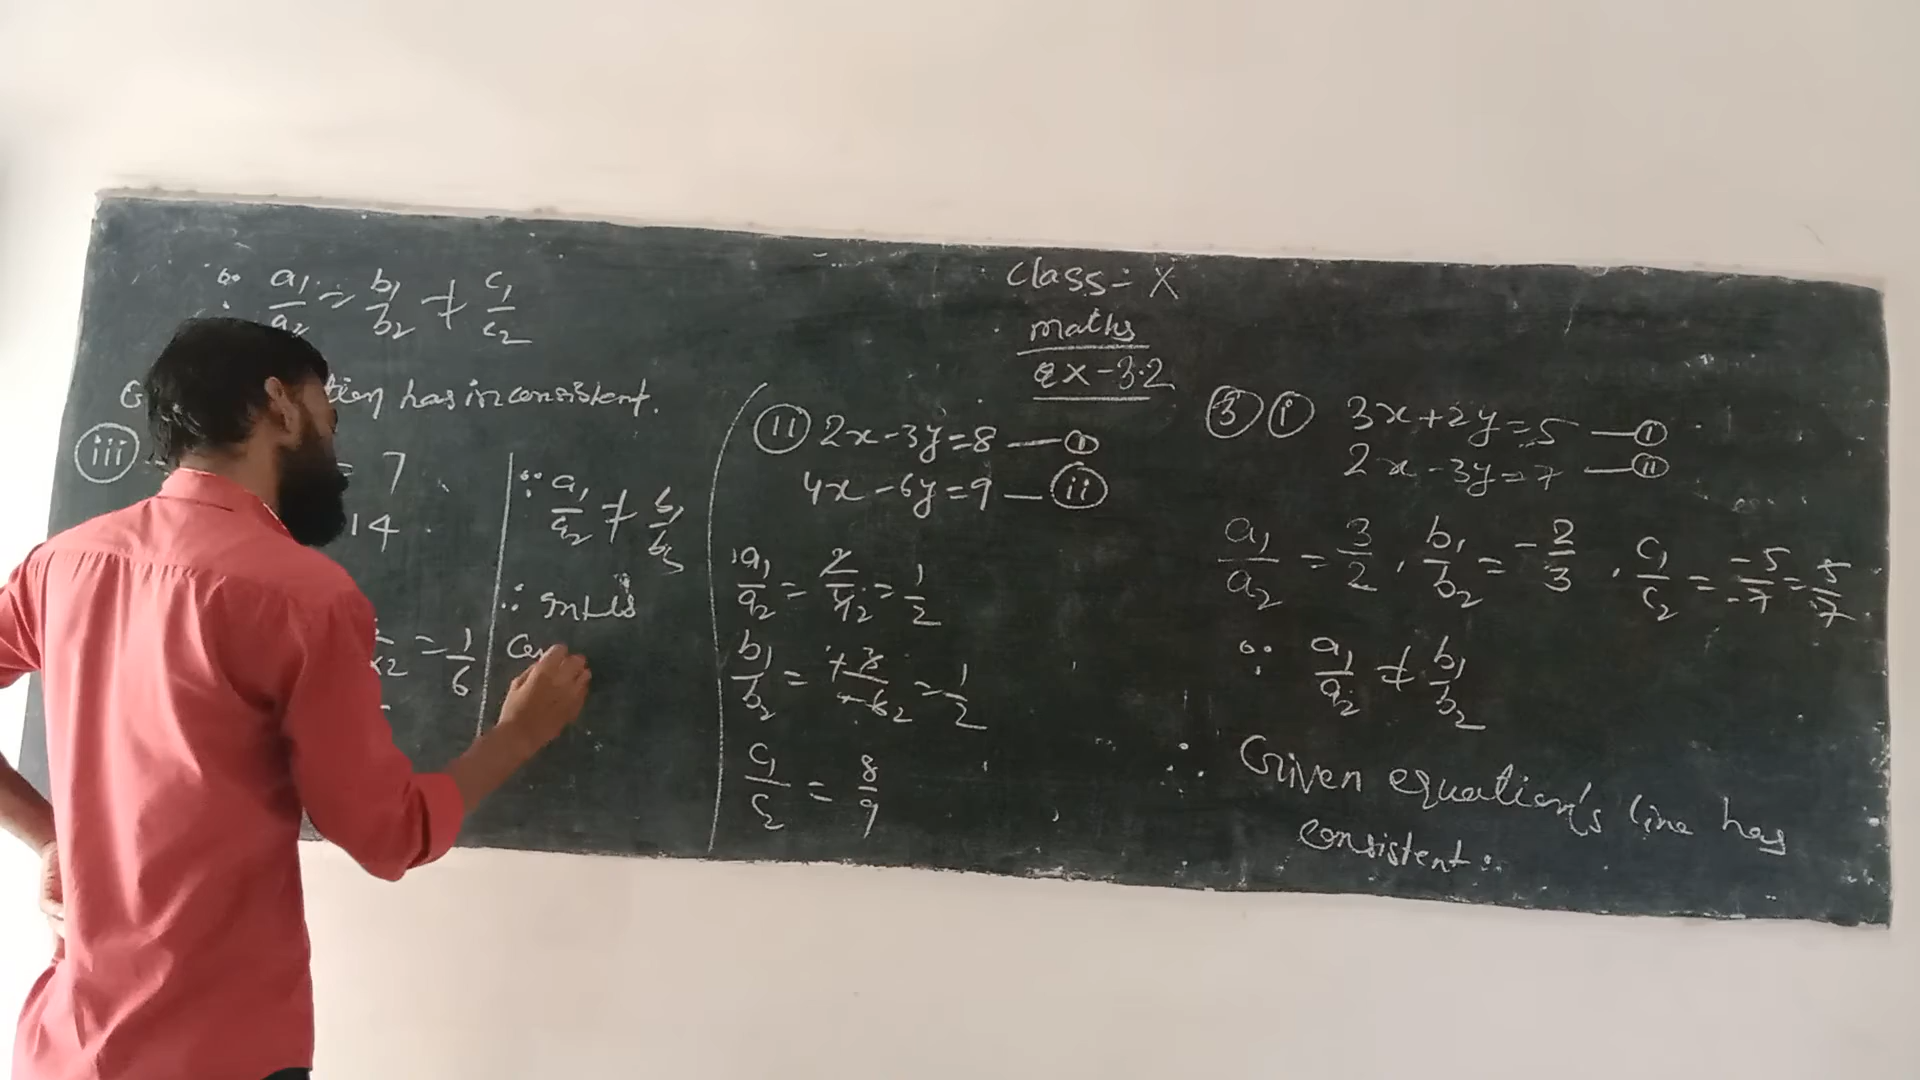 Class:- X
maths
ex-3.2
③ ⓘ 3x+2y=5 —ⓘ
2x-3y=7 —ⓘⓘ
a₁/a₂ = 3/2, b₁/b₂ = -2/3, c₁/c₂ = -5/-7 = 5/7
∵ a₁/a₂ ≠ b₁/b₂
∴ Given equation's line has
consistent.
(ii) 2x-3y=8 —ⓘ
4x-6y=9 —(ii)
a₁/a₂ = 2/4₂ = 1/2
b₁/b₂ = +3/-6₂ = 1/2
c₁/c₂ = 8/9
∵ a₁/a₂ = b₁/b₂ ≠ c₁/c₂
has inconsistent.
(iii) = 7
14
= 1/6
∵ a₁/a₂ ≠ b₁/b₂
∴